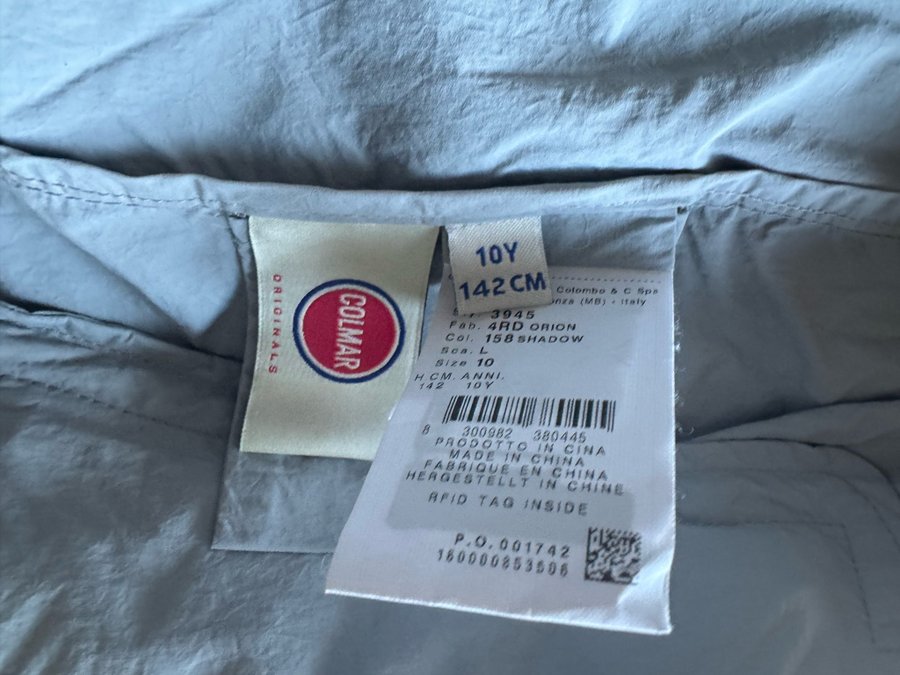 ORIGINALS
COLMAR
10Y
142 CM
Colombo & C Spa
(MB) - Italy
3945
Fab. 4RD ORION
Col. 158 SHADOW
Sca. L
Size 10
H.CM. ANNI.
142 10Y
8 300982 380445
PRODOTTO IN CINA
MADE IN CHINA
FABRIQUE EN CHINA
HERGESTELLT IN CHINE
RFID TAG INSIDE
P.O. 001742
160000853506